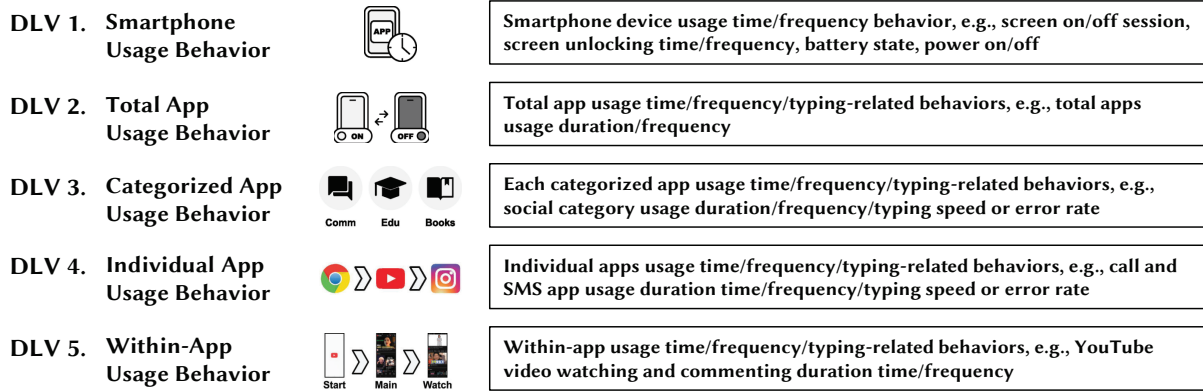 DLV 1. Smartphone
Usage Behavior
APP
Smartphone device usage time/frequency behavior, e.g., screen on/off session,
screen unlocking time/frequency, battery state, power on/off
DLV 2. Total App
Usage Behavior
ON OFF
Total app usage time/frequency/typing-related behaviors, e.g., total apps
usage duration/frequency
DLV 3. Categorized App
Usage Behavior
Comm Edu Books
Each categorized app usage time/frequency/typing-related behaviors, e.g.,
social category usage duration/frequency/typing speed or error rate
DLV 4. Individual App
Usage Behavior
Individual apps usage time/frequency/typing-related behaviors, e.g., call and
SMS app usage duration time/frequency/typing speed or error rate
DLV 5. Within-App
Usage Behavior
Start Main Watch
Within-app usage time/frequency/typing-related behaviors, e.g., YouTube
video watching and commenting duration time/frequency